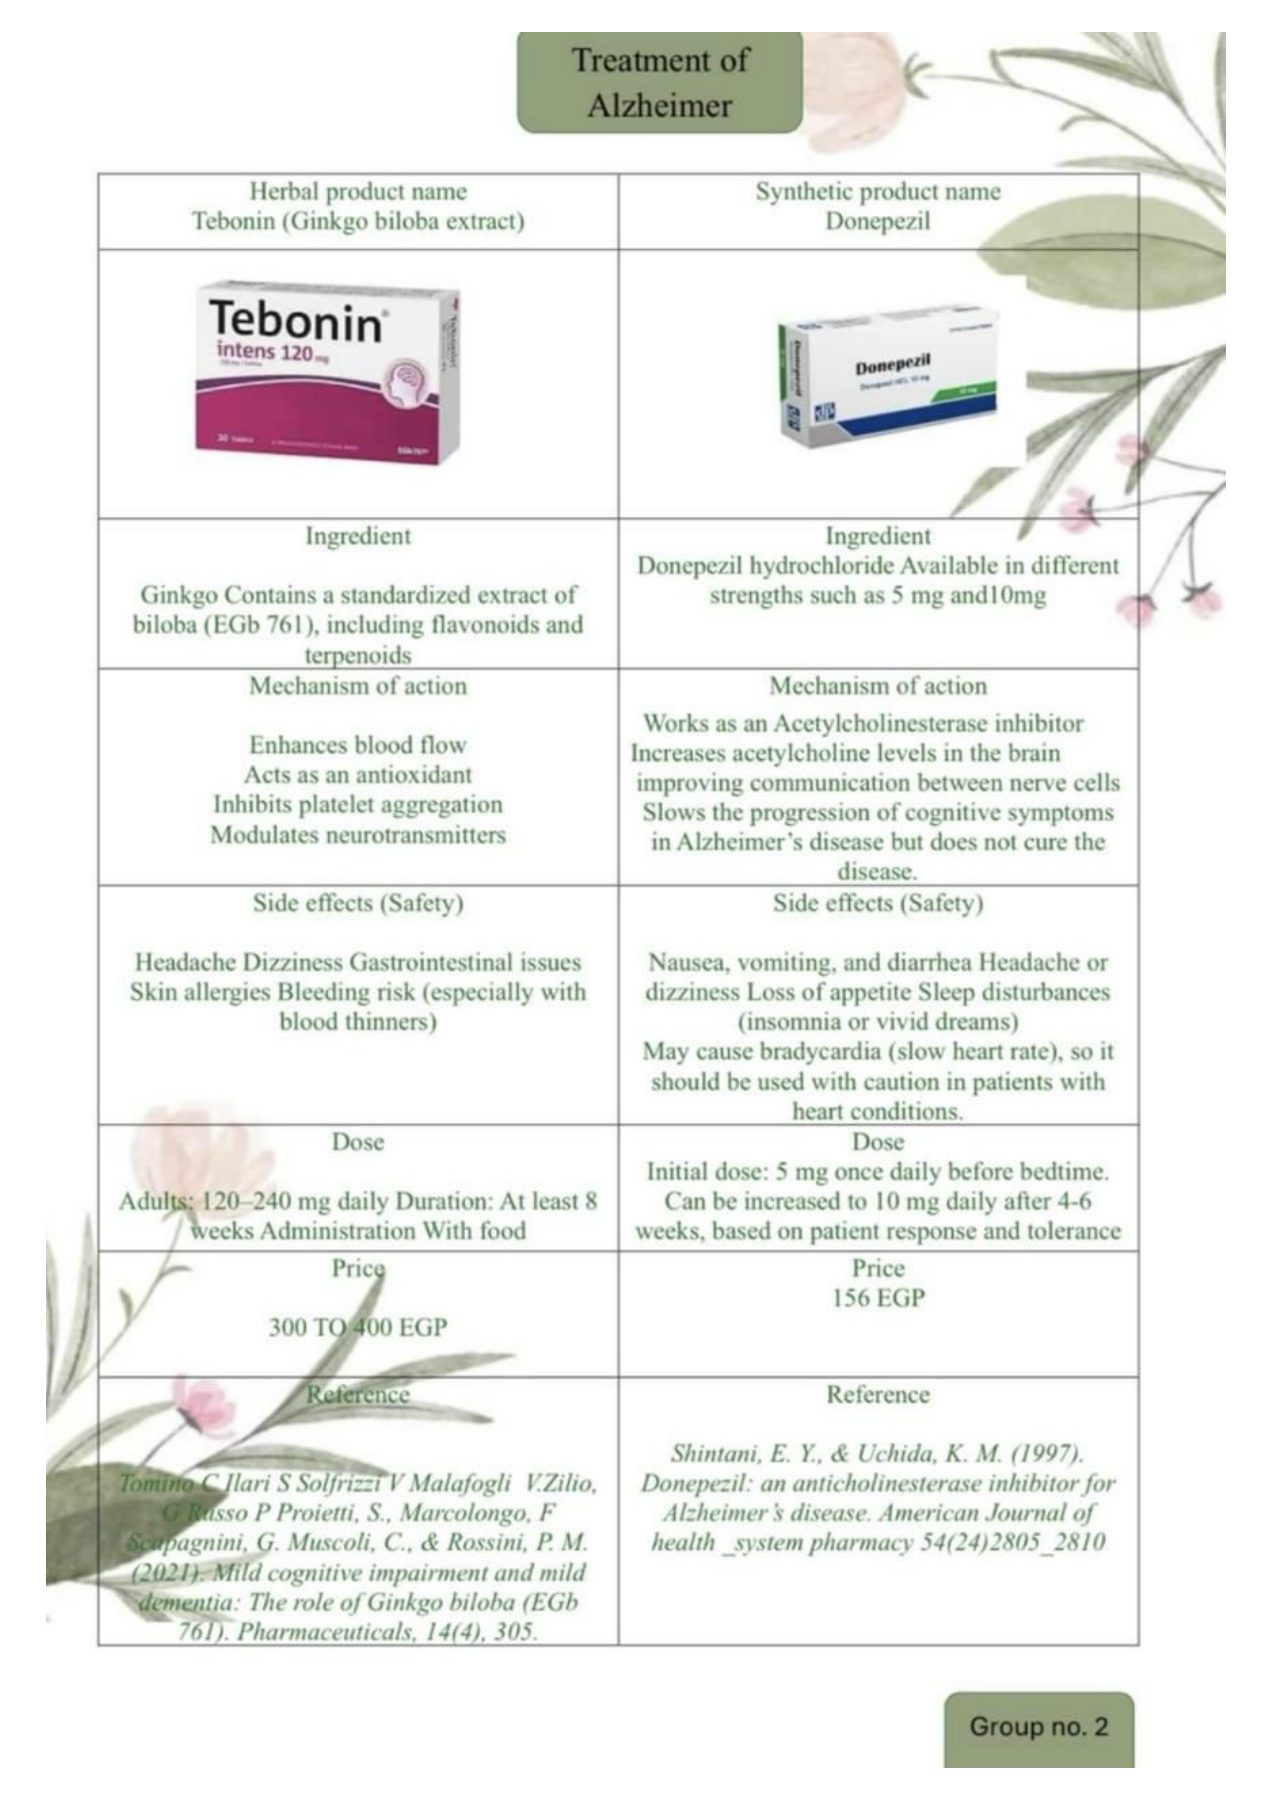 Treatment of
Alzheimer
Herbal product name
Tebonin (Ginkgo biloba extract)
Synthetic product name
Donepezil
Tebonin®
intens 120 mg
30
Donepezil
Donepezil HCL 10 mg
10 mg
Donepezil
Ingredient
Ginkgo Contains a standardized extract of
biloba (EGb 761), including flavonoids and
terpenoids
Ingredient
Donepezil hydrochloride Available in different
strengths such as 5 mg and10mg
Mechanism of action
Enhances blood flow
Acts as an antioxidant
Inhibits platelet aggregation
Modulates neurotransmitters
Mechanism of action
Works as an Acetylcholinesterase inhibitor
Increases acetylcholine levels in the brain
improving communication between nerve cells
Slows the progression of cognitive symptoms
in Alzheimer's disease but does not cure the
disease.
Side effects (Safety)
Headache Dizziness Gastrointestinal issues
Skin allergies Bleeding risk (especially with
blood thinners)
Side effects (Safety)
Nausea, vomiting, and diarrhea Headache or
dizziness Loss of appetite Sleep disturbances
(insomnia or vivid dreams)
May cause bradycardia (slow heart rate), so it
should be used with caution in patients with
heart conditions.
Dose
Adults: 120–240 mg daily Duration: At least 8
weeks Administration With food
Dose
Initial dose: 5 mg once daily before bedtime.
Can be increased to 10 mg daily after 4-6
weeks, based on patient response and tolerance
Price
300 TO 400 EGP
Price
156 EGP
Reference
Tomino C Ilari S Solfrizzi V Malafogli V.Zilio,
G Russo P Proietti, S., Marcolongo, F
Scapagnini, G. Muscoli, C., & Rossini, P. M.
(2021). Mild cognitive impairment and mild
dementia: The role of Ginkgo biloba (EGb
761). Pharmaceuticals, 14(4), 305.
Reference
Shintani, E. Y., & Uchida, K. M. (1997).
Donepezil: an anticholinesterase inhibitor for
Alzheimer's disease. American Journal of
health _system pharmacy 54(24)2805_2810
Group no. 2